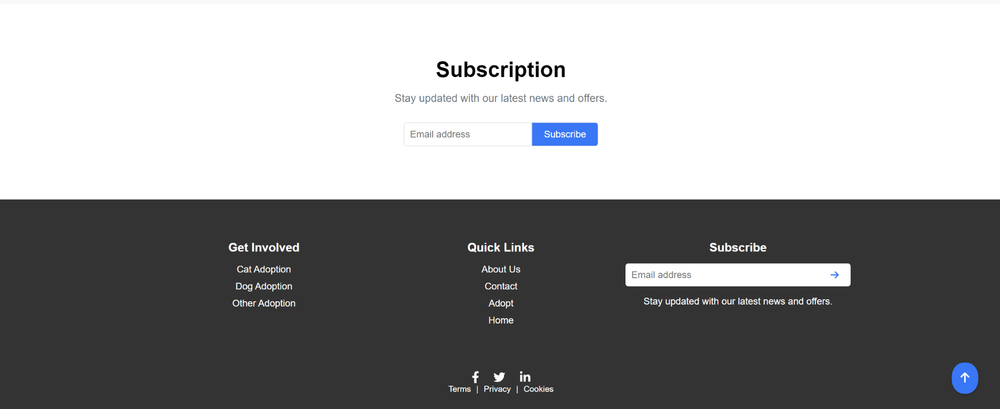 Subscription
Stay updated with our latest news and offers.
Email address
Subscribe
Get Involved
Cat Adoption
Dog Adoption
Other Adoption
Quick Links
About Us
Contact
Adopt
Home
Subscribe
Email address
Stay updated with our latest news and offers.
Terms | Privacy | Cookies